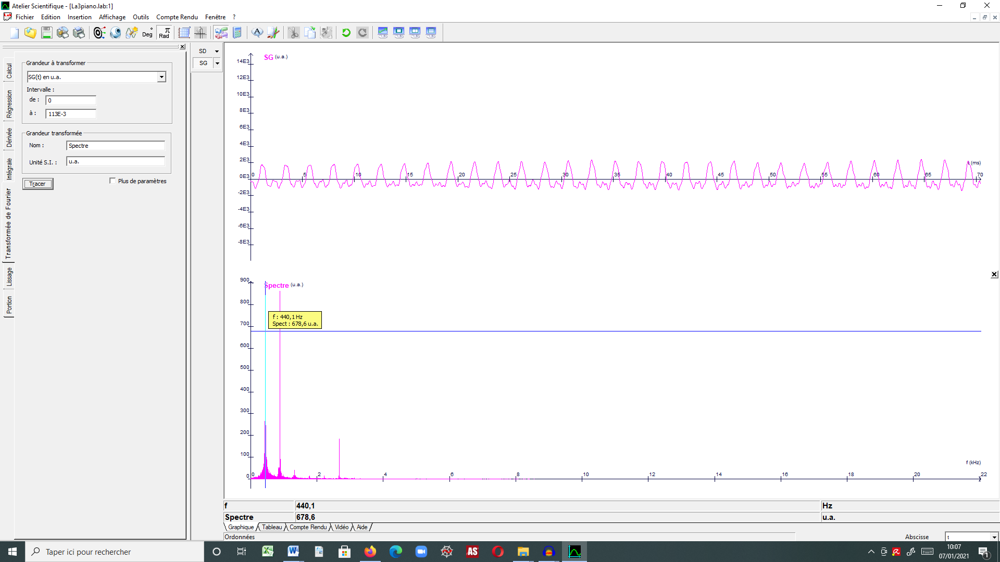 Atelier Scientifique - [La3piano.lab:1]
Fichier Edition Insertion Affichage Outils Compte Rendu Fenêtre ?
Deg π Rad A
Calcul
Régression
Dérivée
Intégrale
Transformée de Fourier
Lissage
Portion
Grandeur à transformer
SG(t) en u.a.
Intervalle :
de : 0
à : 113E-3
Grandeur transformée
Nom : Spectre
Unité S.I. : u.a.
Tracer
Plus de paramètres
SD
SG
SG (u.a.)
14E3
12E3
10E3
8E3
6E3
4E3
2E3
0E3
-2E3
-4E3
-6E3
-8E3
0 5 10 15 20 25 30 35 40 45 50 55 60 65 70
t (ms)
Spectre (u.a.)
900
800
700
600
500
400
300
200
100
0
f : 440,1 Hz
Spect : 678,6 u.a.
f (kHz)
0 2 4 6 8 10 12 14 16 18 20 22
f 440,1 Hz
Spectre 678,6 u.a.
Graphique Tableau Compte Rendu Vidéo Aide
Ordonnées
Abscisse t
Taper ici pour rechercher
AS
10:07
07/01/2021
1